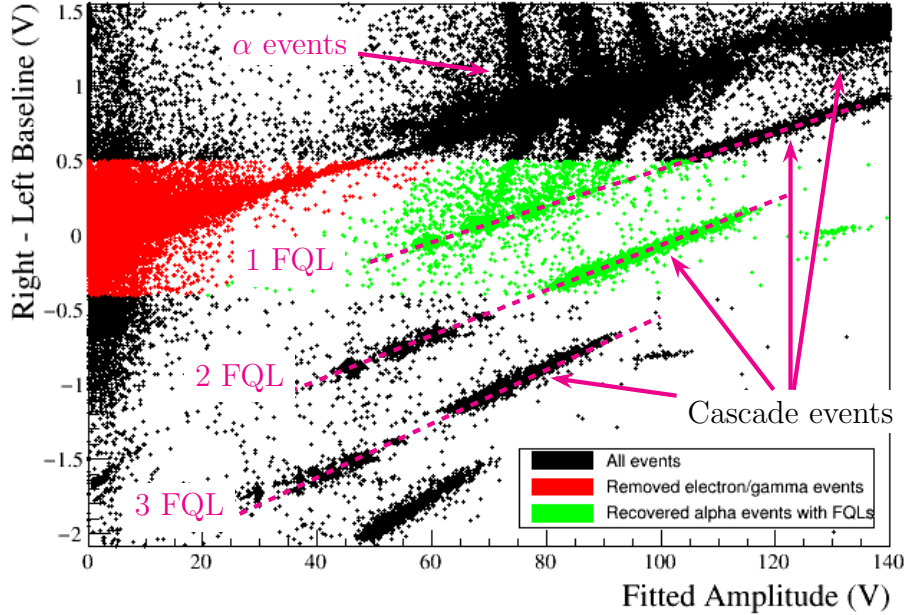 Right - Left Baseline (V)
1.5
1
0.5
0
−0.5
−1
−1.5
−2
α events
1 FQL
2 FQL
3 FQL
Cascade events
All events
Removed electron/gamma events
Recovered alpha events with FQLs
0 20 40 60 80 100 120 140
Fitted Amplitude (V)